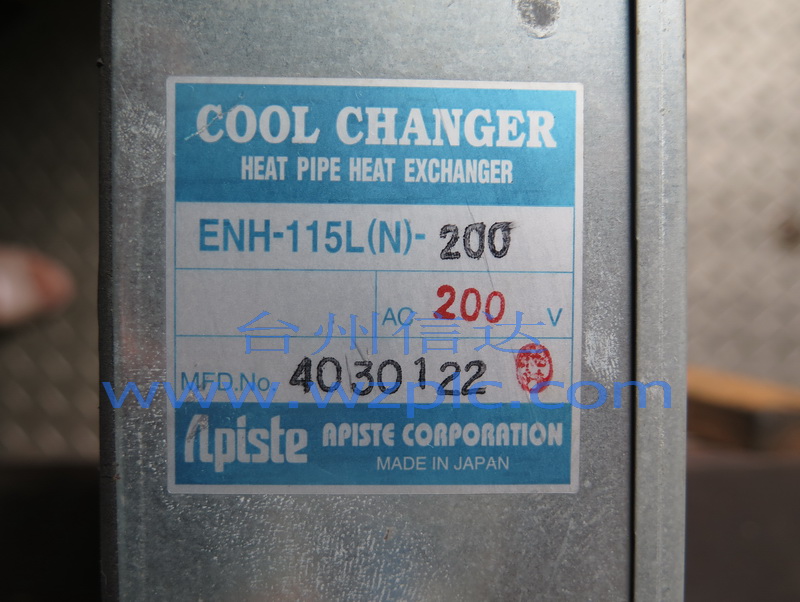 COOL CHANGER
HEAT PIPE HEAT EXCHANGER
ENH-115L(N)- 200
AC 200 V
台州信达
MFD.No. 4030122
www.wzplc.com
Apiste APISTE CORPORATION
MADE IN JAPAN